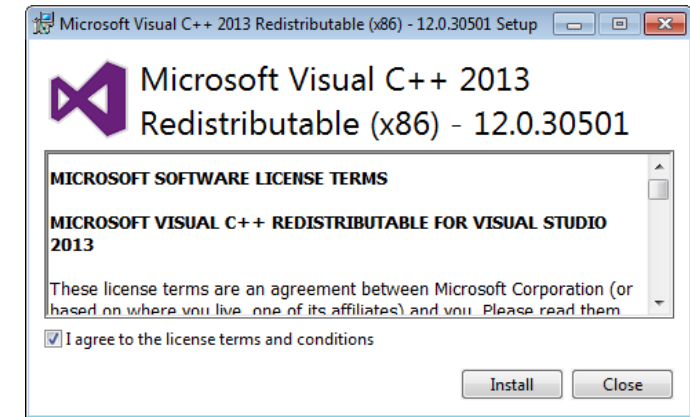 Microsoft Visual C++ 2013 Redistributable (x86) - 12.0.30501 Setup
Microsoft Visual C++ 2013
Redistributable (x86) - 12.0.30501
MICROSOFT SOFTWARE LICENSE TERMS
MICROSOFT VISUAL C++ REDISTRIBUTABLE FOR VISUAL STUDIO
2013
These license terms are an agreement between Microsoft Corporation (or
based on where you live, one of its affiliates) and you. Please read them
I agree to the license terms and conditions
Install
Close